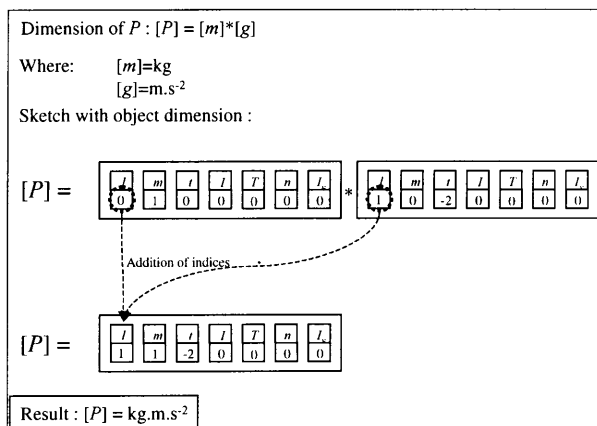 Dimension of P : [P] = [m]*[g]
Where: [m]=kg
[g]=m.s-2
Sketch with object dimension :
[P] = l m t I T n Iv * l m t I T n Iv
0 1 0 0 0 0 0 1 0 -2 0 0 0 0
Addition of indices
[P] = l m t I T n Iv
1 1 -2 0 0 0 0
Result : [P] = kg.m.s-2